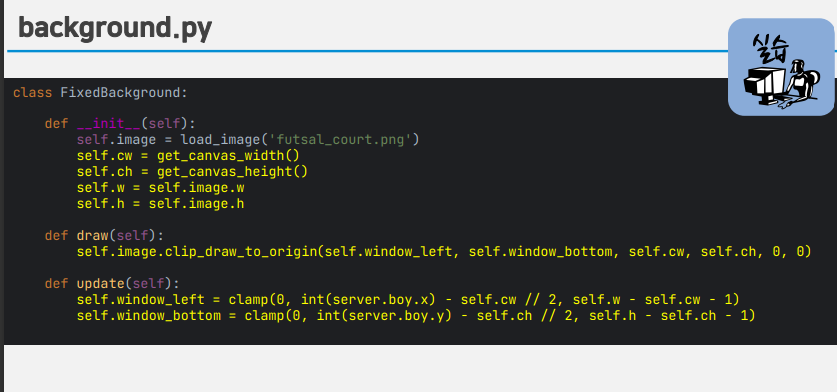 background.py
실습
class FixedBackground:
    def __init__(self):
        self.image = load_image('futsal_court.png')
        self.cw = get_canvas_width()
        self.ch = get_canvas_height()
        self.w = self.image.w
        self.h = self.image.h
    def draw(self):
        self.image.clip_draw_to_origin(self.window_left, self.window_bottom, self.cw, self.ch, 0, 0)
    def update(self):
        self.window_left = clamp(0, int(server.boy.x) - self.cw // 2, self.w - self.cw - 1)
        self.window_bottom = clamp(0, int(server.boy.y) - self.ch // 2, self.h - self.ch - 1)